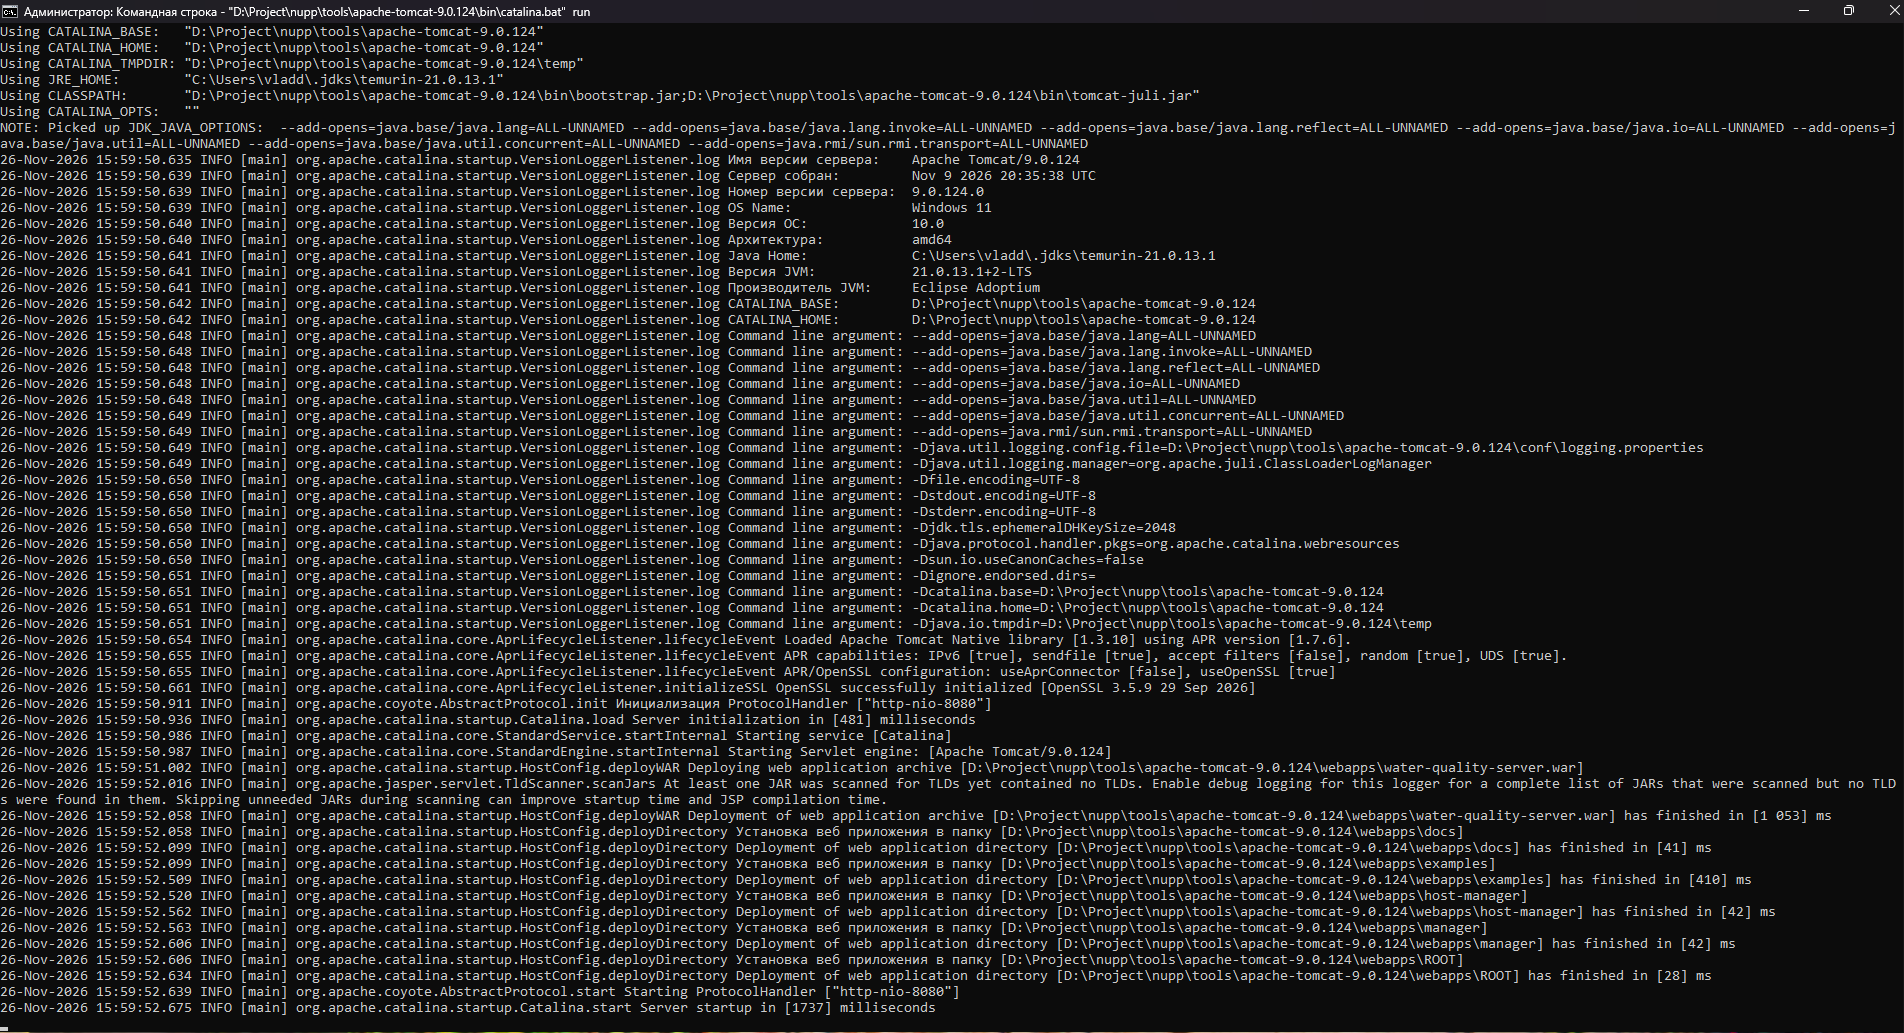 Администратор: Командная строка - "D:\Project\nupp\tools\apache-tomcat-9.0.124\bin\catalina.bat"  run
Using CATALINA_BASE:   "D:\Project\nupp\tools\apache-tomcat-9.0.124"
Using CATALINA_HOME:   "D:\Project\nupp\tools\apache-tomcat-9.0.124"
Using CATALINA_TMPDIR: "D:\Project\nupp\tools\apache-tomcat-9.0.124\temp"
Using JRE_HOME:        "C:\Users\vladd\.jdks\temurin-21.0.13.1"
Using CLASSPATH:       "D:\Project\nupp\tools\apache-tomcat-9.0.124\bin\bootstrap.jar;D:\Project\nupp\tools\apache-tomcat-9.0.124\bin\tomcat-juli.jar"
Using CATALINA_OPTS:   ""
NOTE: Picked up JDK_JAVA_OPTIONS:  --add-opens=java.base/java.lang=ALL-UNNAMED --add-opens=java.base/java.lang.invoke=ALL-UNNAMED --add-opens=java.base/java.lang.reflect=ALL-UNNAMED --add-opens=java.base/java.io=ALL-UNNAMED --add-opens=j
ava.base/java.util=ALL-UNNAMED --add-opens=java.base/java.util.concurrent=ALL-UNNAMED --add-opens=java.rmi/sun.rmi.transport=ALL-UNNAMED
26-Nov-2026 15:59:50.635 INFO [main] org.apache.catalina.startup.VersionLoggerListener.log Имя версии сервера:    Apache Tomcat/9.0.124
26-Nov-2026 15:59:50.639 INFO [main] org.apache.catalina.startup.VersionLoggerListener.log Сервер собран:         Nov 9 2026 20:35:38 UTC
26-Nov-2026 15:59:50.639 INFO [main] org.apache.catalina.startup.VersionLoggerListener.log Номер версии сервера:  9.0.124.0
26-Nov-2026 15:59:50.639 INFO [main] org.apache.catalina.startup.VersionLoggerListener.log OS Name:               Windows 11
26-Nov-2026 15:59:50.640 INFO [main] org.apache.catalina.startup.VersionLoggerListener.log Версия ОС:             10.0
26-Nov-2026 15:59:50.640 INFO [main] org.apache.catalina.startup.VersionLoggerListener.log Архитектура:           amd64
26-Nov-2026 15:59:50.641 INFO [main] org.apache.catalina.startup.VersionLoggerListener.log Java Home:             C:\Users\vladd\.jdks\temurin-21.0.13.1
26-Nov-2026 15:59:50.641 INFO [main] org.apache.catalina.startup.VersionLoggerListener.log Версия JVM:            21.0.13.1+2-LTS
26-Nov-2026 15:59:50.641 INFO [main] org.apache.catalina.startup.VersionLoggerListener.log Производитель JVM:     Eclipse Adoptium
26-Nov-2026 15:59:50.642 INFO [main] org.apache.catalina.startup.VersionLoggerListener.log CATALINA_BASE:         D:\Project\nupp\tools\apache-tomcat-9.0.124
26-Nov-2026 15:59:50.642 INFO [main] org.apache.catalina.startup.VersionLoggerListener.log CATALINA_HOME:         D:\Project\nupp\tools\apache-tomcat-9.0.124
26-Nov-2026 15:59:50.648 INFO [main] org.apache.catalina.startup.VersionLoggerListener.log Command line argument: --add-opens=java.base/java.lang=ALL-UNNAMED
26-Nov-2026 15:59:50.648 INFO [main] org.apache.catalina.startup.VersionLoggerListener.log Command line argument: --add-opens=java.base/java.lang.invoke=ALL-UNNAMED
26-Nov-2026 15:59:50.648 INFO [main] org.apache.catalina.startup.VersionLoggerListener.log Command line argument: --add-opens=java.base/java.lang.reflect=ALL-UNNAMED
26-Nov-2026 15:59:50.648 INFO [main] org.apache.catalina.startup.VersionLoggerListener.log Command line argument: --add-opens=java.base/java.io=ALL-UNNAMED
26-Nov-2026 15:59:50.648 INFO [main] org.apache.catalina.startup.VersionLoggerListener.log Command line argument: --add-opens=java.base/java.util=ALL-UNNAMED
26-Nov-2026 15:59:50.649 INFO [main] org.apache.catalina.startup.VersionLoggerListener.log Command line argument: --add-opens=java.base/java.util.concurrent=ALL-UNNAMED
26-Nov-2026 15:59:50.649 INFO [main] org.apache.catalina.startup.VersionLoggerListener.log Command line argument: --add-opens=java.rmi/sun.rmi.transport=ALL-UNNAMED
26-Nov-2026 15:59:50.649 INFO [main] org.apache.catalina.startup.VersionLoggerListener.log Command line argument: -Djava.util.logging.config.file=D:\Project\nupp\tools\apache-tomcat-9.0.124\conf\logging.properties
26-Nov-2026 15:59:50.649 INFO [main] org.apache.catalina.startup.VersionLoggerListener.log Command line argument: -Djava.util.logging.manager=org.apache.juli.ClassLoaderLogManager
26-Nov-2026 15:59:50.650 INFO [main] org.apache.catalina.startup.VersionLoggerListener.log Command line argument: -Dfile.encoding=UTF-8
26-Nov-2026 15:59:50.650 INFO [main] org.apache.catalina.startup.VersionLoggerListener.log Command line argument: -Dstdout.encoding=UTF-8
26-Nov-2026 15:59:50.650 INFO [main] org.apache.catalina.startup.VersionLoggerListener.log Command line argument: -Dstderr.encoding=UTF-8
26-Nov-2026 15:59:50.650 INFO [main] org.apache.catalina.startup.VersionLoggerListener.log Command line argument: -Djdk.tls.ephemeralDHKeySize=2048
26-Nov-2026 15:59:50.650 INFO [main] org.apache.catalina.startup.VersionLoggerListener.log Command line argument: -Djava.protocol.handler.pkgs=org.apache.catalina.webresources
26-Nov-2026 15:59:50.650 INFO [main] org.apache.catalina.startup.VersionLoggerListener.log Command line argument: -Dsun.io.useCanonCaches=false
26-Nov-2026 15:59:50.651 INFO [main] org.apache.catalina.startup.VersionLoggerListener.log Command line argument: -Dignore.endorsed.dirs=
26-Nov-2026 15:59:50.651 INFO [main] org.apache.catalina.startup.VersionLoggerListener.log Command line argument: -Dcatalina.base=D:\Project\nupp\tools\apache-tomcat-9.0.124
26-Nov-2026 15:59:50.651 INFO [main] org.apache.catalina.startup.VersionLoggerListener.log Command line argument: -Dcatalina.home=D:\Project\nupp\tools\apache-tomcat-9.0.124
26-Nov-2026 15:59:50.651 INFO [main] org.apache.catalina.startup.VersionLoggerListener.log Command line argument: -Djava.io.tmpdir=D:\Project\nupp\tools\apache-tomcat-9.0.124\temp
26-Nov-2026 15:59:50.654 INFO [main] org.apache.catalina.core.AprLifecycleListener.lifecycleEvent Loaded Apache Tomcat Native library [1.3.10] using APR version [1.7.6].
26-Nov-2026 15:59:50.655 INFO [main] org.apache.catalina.core.AprLifecycleListener.lifecycleEvent APR capabilities: IPv6 [true], sendfile [true], accept filters [false], random [true], UDS [true].
26-Nov-2026 15:59:50.655 INFO [main] org.apache.catalina.core.AprLifecycleListener.lifecycleEvent APR/OpenSSL configuration: useAprConnector [false], useOpenSSL [true]
26-Nov-2026 15:59:50.661 INFO [main] org.apache.catalina.core.AprLifecycleListener.initializeSSL OpenSSL successfully initialized [OpenSSL 3.5.9 29 Sep 2026]
26-Nov-2026 15:59:50.911 INFO [main] org.apache.coyote.AbstractProtocol.init Инициализация ProtocolHandler ["http-nio-8080"]
26-Nov-2026 15:59:50.936 INFO [main] org.apache.catalina.startup.Catalina.load Server initialization in [481] milliseconds
26-Nov-2026 15:59:50.986 INFO [main] org.apache.catalina.core.StandardService.startInternal Starting service [Catalina]
26-Nov-2026 15:59:50.987 INFO [main] org.apache.catalina.core.StandardEngine.startInternal Starting Servlet engine: [Apache Tomcat/9.0.124]
26-Nov-2026 15:59:51.002 INFO [main] org.apache.catalina.startup.HostConfig.deployWAR Deploying web application archive [D:\Project\nupp\tools\apache-tomcat-9.0.124\webapps\water-quality-server.war]
26-Nov-2026 15:59:52.016 INFO [main] org.apache.jasper.servlet.TldScanner.scanJars At least one JAR was scanned for TLDs yet contained no TLDs. Enable debug logging for this logger for a complete list of JARs that were scanned but no TLD
s were found in them. Skipping unneeded JARs during scanning can improve startup time and JSP compilation time.
26-Nov-2026 15:59:52.058 INFO [main] org.apache.catalina.startup.HostConfig.deployWAR Deployment of web application archive [D:\Project\nupp\tools\apache-tomcat-9.0.124\webapps\water-quality-server.war] has finished in [1 053] ms
26-Nov-2026 15:59:52.058 INFO [main] org.apache.catalina.startup.HostConfig.deployDirectory Установка веб приложения в папку [D:\Project\nupp\tools\apache-tomcat-9.0.124\webapps\docs]
26-Nov-2026 15:59:52.099 INFO [main] org.apache.catalina.startup.HostConfig.deployDirectory Deployment of web application directory [D:\Project\nupp\tools\apache-tomcat-9.0.124\webapps\docs] has finished in [41] ms
26-Nov-2026 15:59:52.099 INFO [main] org.apache.catalina.startup.HostConfig.deployDirectory Установка веб приложения в папку [D:\Project\nupp\tools\apache-tomcat-9.0.124\webapps\examples]
26-Nov-2026 15:59:52.509 INFO [main] org.apache.catalina.startup.HostConfig.deployDirectory Deployment of web application directory [D:\Project\nupp\tools\apache-tomcat-9.0.124\webapps\examples] has finished in [410] ms
26-Nov-2026 15:59:52.520 INFO [main] org.apache.catalina.startup.HostConfig.deployDirectory Установка веб приложения в папку [D:\Project\nupp\tools\apache-tomcat-9.0.124\webapps\host-manager]
26-Nov-2026 15:59:52.562 INFO [main] org.apache.catalina.startup.HostConfig.deployDirectory Deployment of web application directory [D:\Project\nupp\tools\apache-tomcat-9.0.124\webapps\host-manager] has finished in [42] ms
26-Nov-2026 15:59:52.563 INFO [main] org.apache.catalina.startup.HostConfig.deployDirectory Установка веб приложения в папку [D:\Project\nupp\tools\apache-tomcat-9.0.124\webapps\manager]
26-Nov-2026 15:59:52.606 INFO [main] org.apache.catalina.startup.HostConfig.deployDirectory Deployment of web application directory [D:\Project\nupp\tools\apache-tomcat-9.0.124\webapps\manager] has finished in [42] ms
26-Nov-2026 15:59:52.606 INFO [main] org.apache.catalina.startup.HostConfig.deployDirectory Установка веб приложения в папку [D:\Project\nupp\tools\apache-tomcat-9.0.124\webapps\ROOT]
26-Nov-2026 15:59:52.634 INFO [main] org.apache.catalina.startup.HostConfig.deployDirectory Deployment of web application directory [D:\Project\nupp\tools\apache-tomcat-9.0.124\webapps\ROOT] has finished in [28] ms
26-Nov-2026 15:59:52.639 INFO [main] org.apache.coyote.AbstractProtocol.start Starting ProtocolHandler ["http-nio-8080"]
26-Nov-2026 15:59:52.675 INFO [main] org.apache.catalina.startup.Catalina.start Server startup in [1737] milliseconds